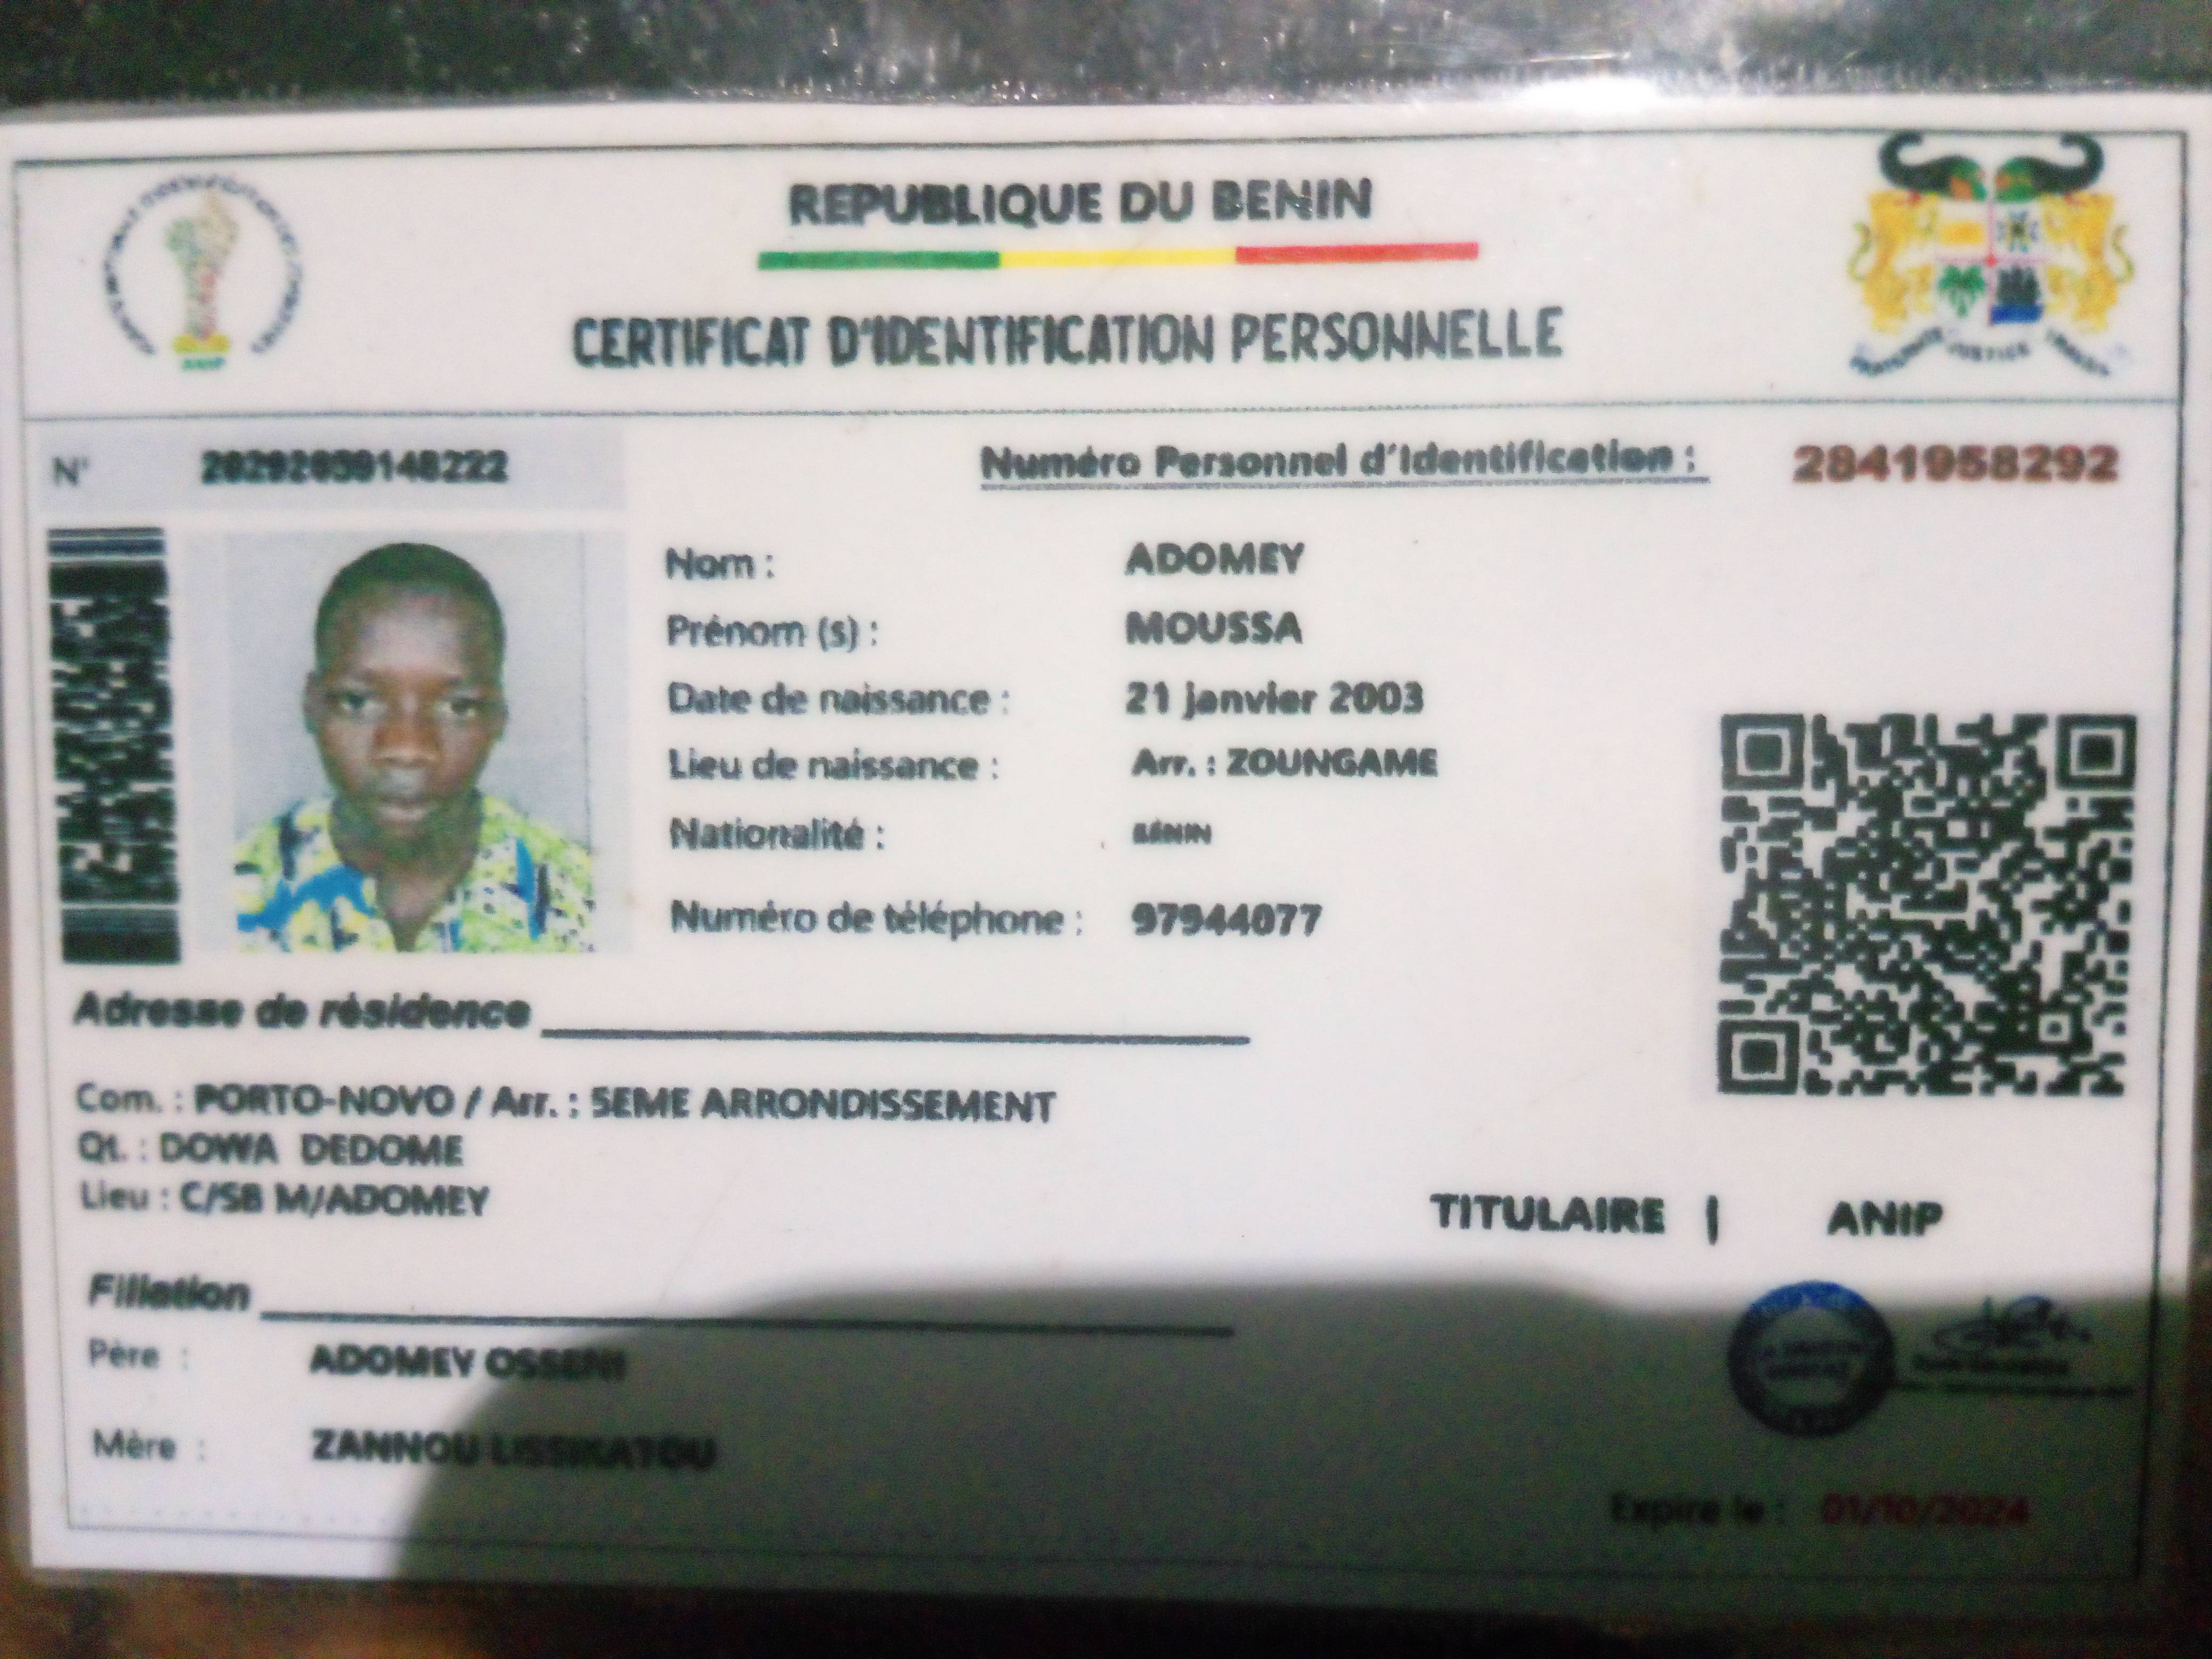 REPUBLIQUE DU BENIN
CERTIFICAT D'IDENTIFICATION PERSONNELLE
ANIP
JUSTICE
N° 20292050148222
Numéro Personnel d'Identification : 2841958292
Nom : ADOMEY
Prénom (s) : MOUSSA
Date de naissance : 21 janvier 2003
Lieu de naissance : Arr. : ZOUNGAME
Nationalité : BÉNIN
Numéro de téléphone : 97944077
Adresse de résidence
Com. : PORTO-NOVO / Arr. : 5EME ARRONDISSEMENT
Qt. : DOWA DEDOME
Lieu : C/SB M/ADOMEY
TITULAIRE | ANIP
Filiation
Père : ADOMEY OSSENI
Mère : ZANNOU LISSIKATOU
Expire le : 01/10/2024